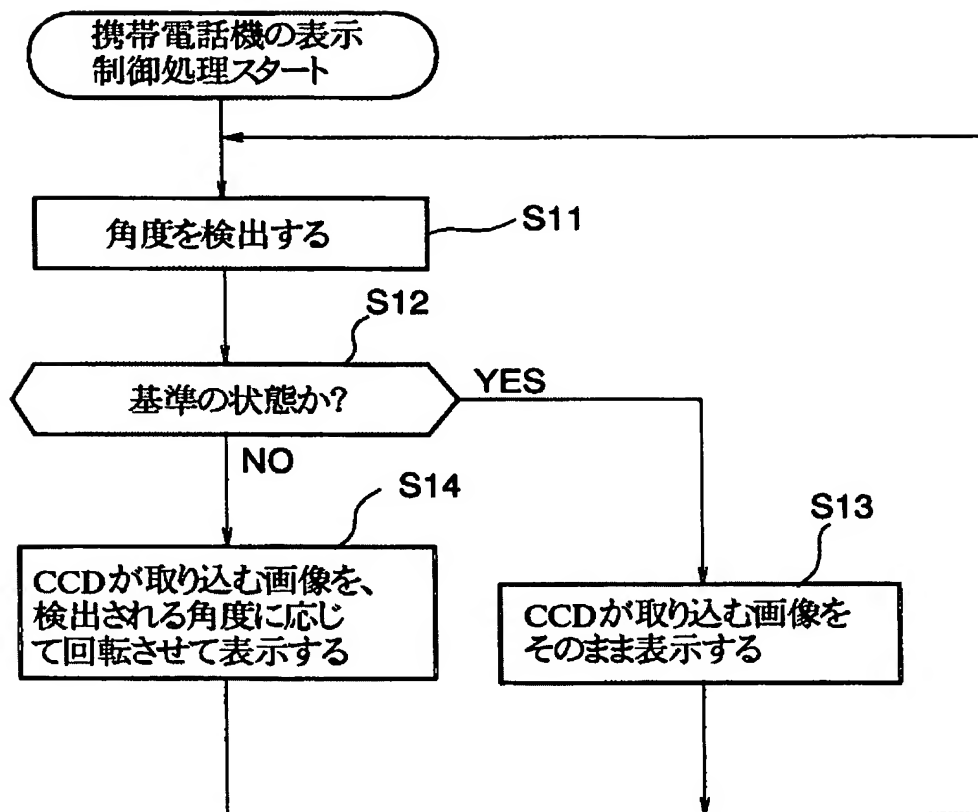 携帯電話機の表示
制御処理スタート
角度を検出する
S11
S12
基準の状態か?
YES
NO
S14
S13
CCDが取り込む画像を、
検出される角度に応じ
て回転させて表示する
CCDが取り込む画像を
そのまま表示する